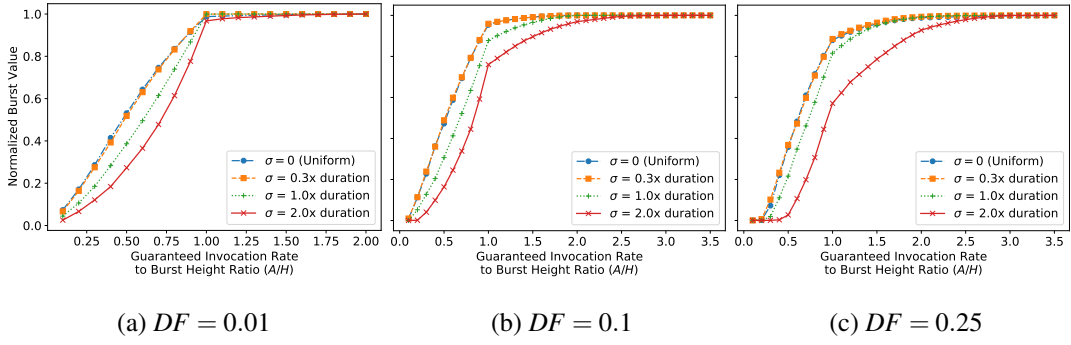 Normalized Burst Value
1.0
0.8
0.6
0.4
0.2
0.0
0.25 0.50 0.75 1.00 1.25 1.50 1.75 2.00
Guaranteed Invocation Rate
to Burst Height Ratio (A/H)
σ = 0 (Uniform)
σ = 0.3x duration
σ = 1.0x duration
σ = 2.0x duration
(a) DF = 0.01
0.0 0.5 1.0 1.5 2.0 2.5 3.0 3.5
Guaranteed Invocation Rate
to Burst Height Ratio (A/H)
σ = 0 (Uniform)
σ = 0.3x duration
σ = 1.0x duration
σ = 2.0x duration
(b) DF = 0.1
0.0 0.5 1.0 1.5 2.0 2.5 3.0 3.5
Guaranteed Invocation Rate
to Burst Height Ratio (A/H)
σ = 0 (Uniform)
σ = 0.3x duration
σ = 1.0x duration
σ = 2.0x duration
(c) DF = 0.25